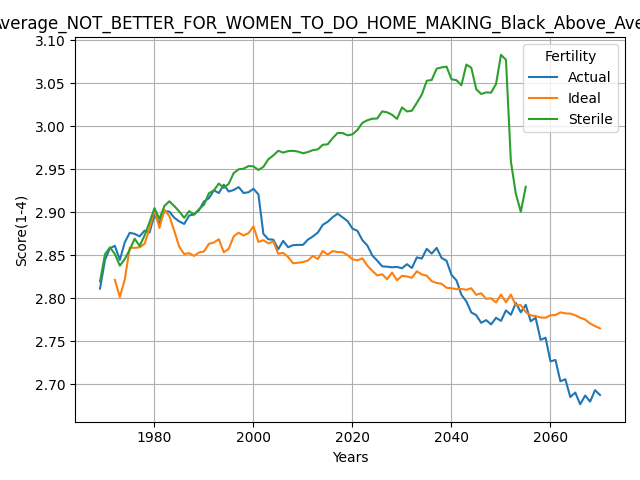 Average_NOT_BETTER_FOR_WOMEN_TO_DO_HOME_MAKING_Black_Above_Ave
3.10
3.05
3.00
2.95
2.90
2.85
2.80
2.75
2.70
Score(1-4)
Fertility
Actual
Ideal
Sterile
1980 2000 2020 2040 2060
Years